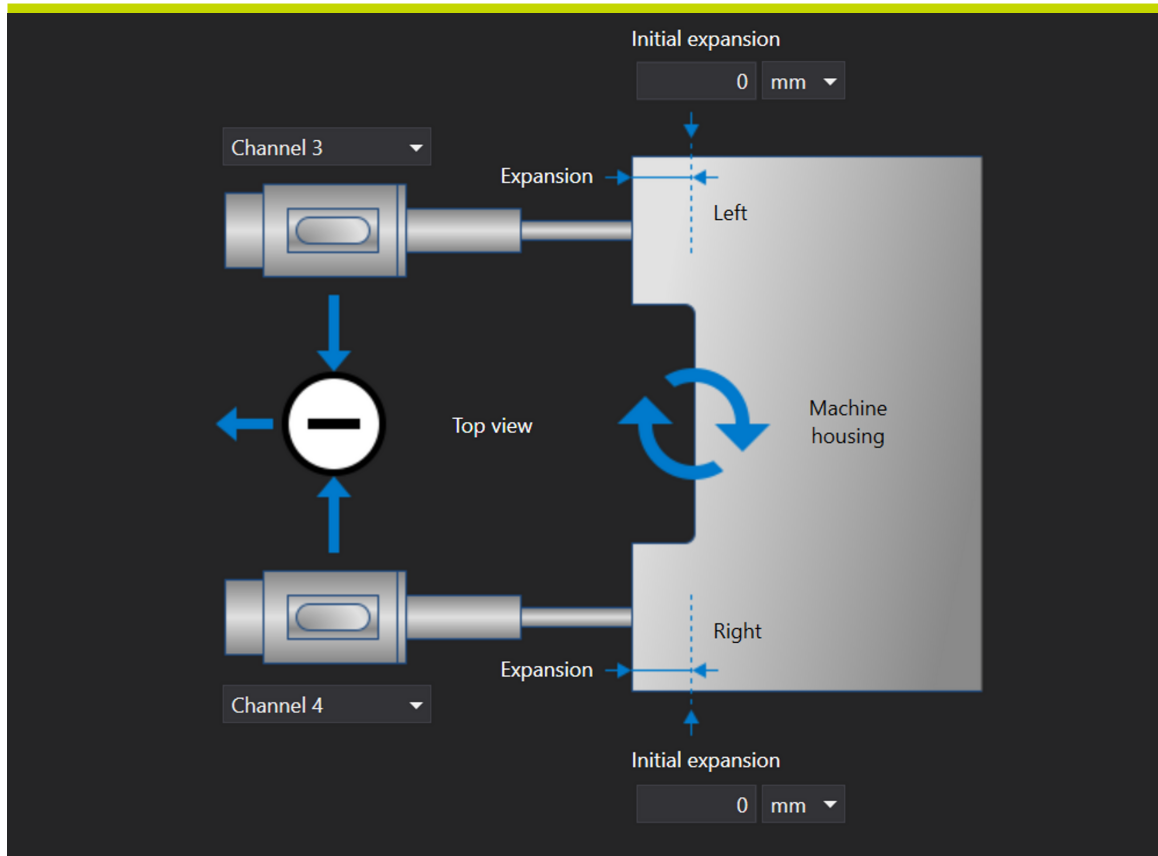 Initial expansion
0 mm
Channel 3
Expansion
Left
Top view
Machine
housing
Right
Expansion
Channel 4
Initial expansion
0 mm